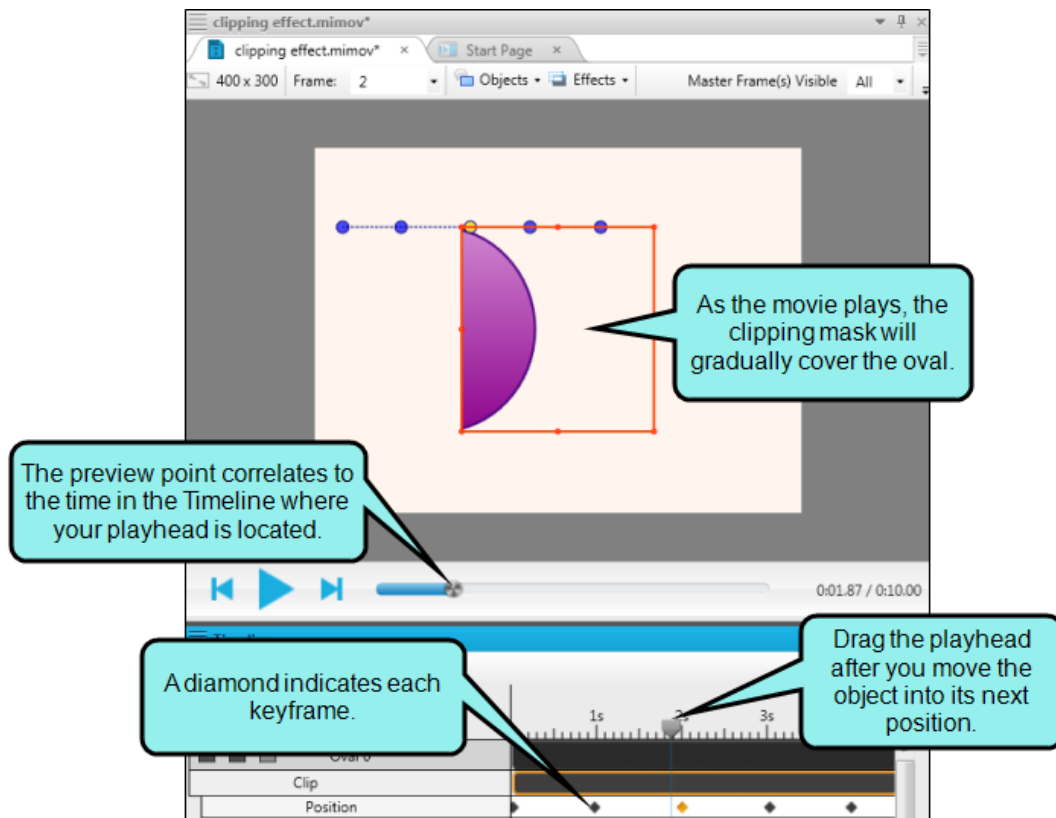 clipping effect.mimov*
clipping effect.mimov* × Start Page ×
400 x 300 Frame: 2 Objects Effects Master Frame(s) Visible All
As the movie plays, the
clipping mask will
gradually cover the oval.
The preview point correlates to
the time in the Timeline where
your playhead is located.
0:01.87 / 0:10.00
Drag the playhead
after you move the
object into its next
position.
A diamond indicates each
keyframe.
1s 2s 3s
Clip
Position